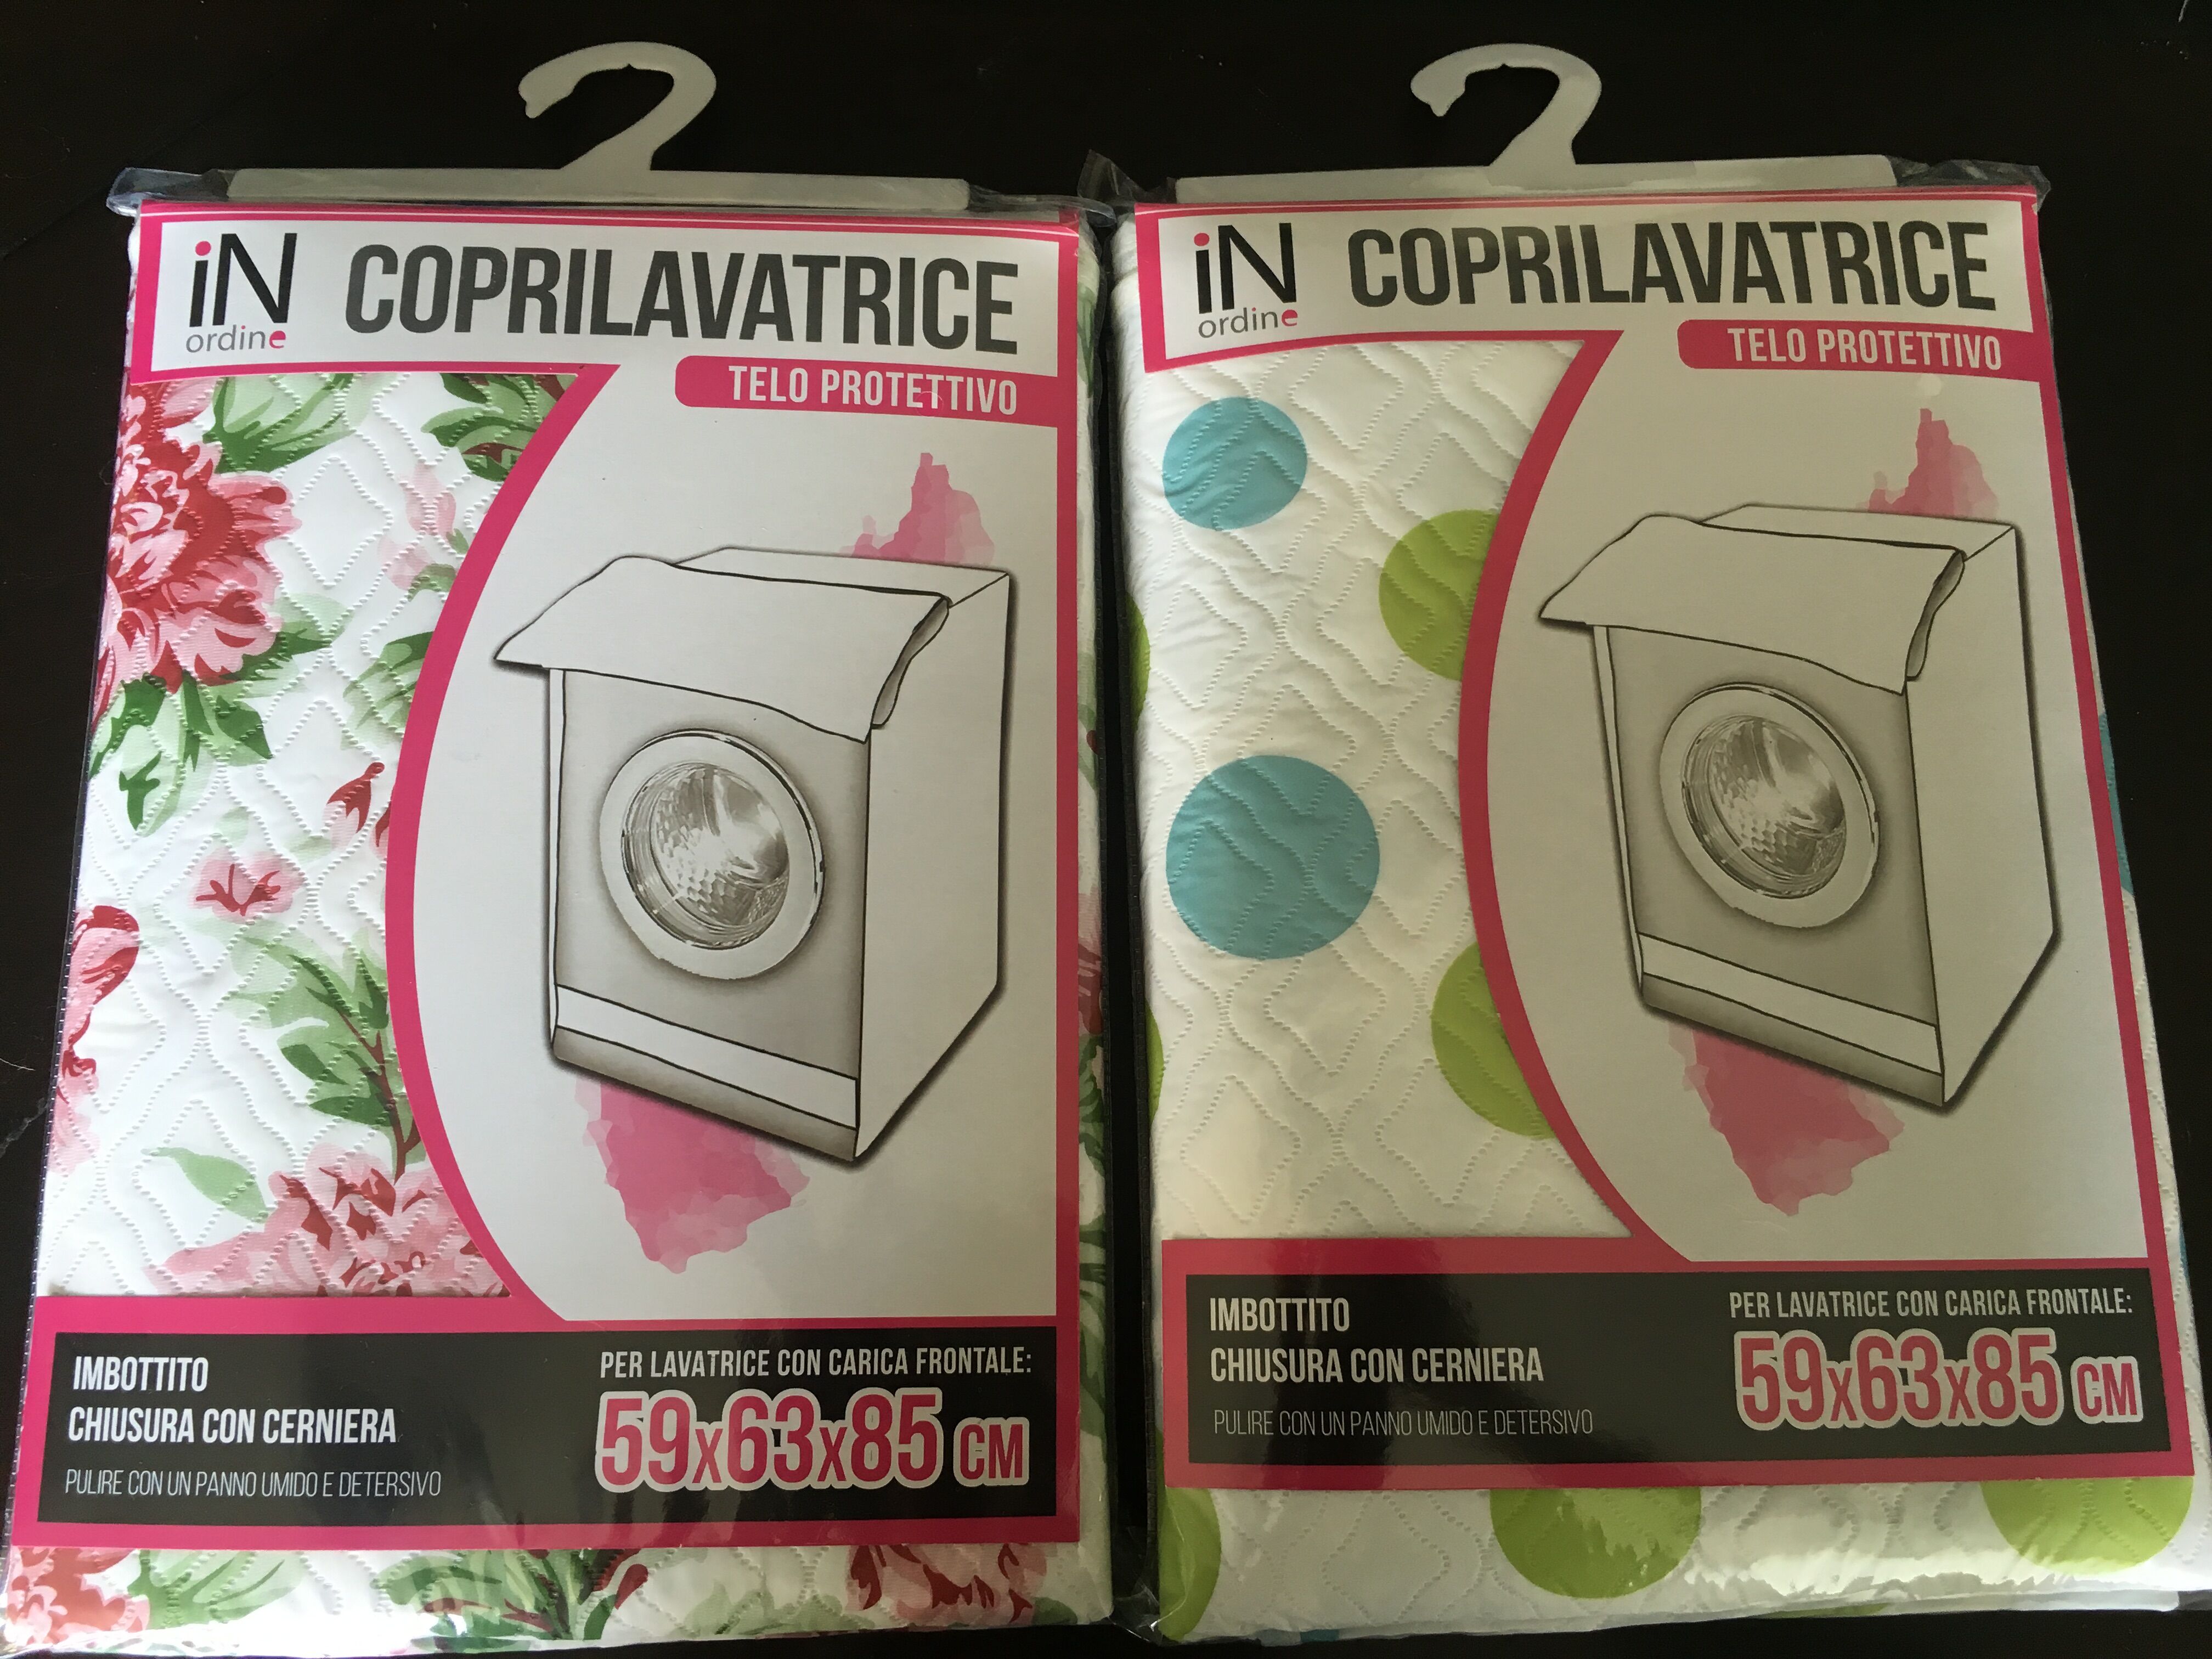 iN
ordine
COPRILAVATRICE
TELO PROTETTIVO
IMBOTTITO
CHIUSURA CON CERNIERA
PULIRE CON UN PANNO UMIDO E DETERSIVO
PER LAVATRICE CON CARICA FRONTALE:
59x63x85 CM
iN
ordine
COPRILAVATRICE
TELO PROTETTIVO
IMBOTTITO
CHIUSURA CON CERNIERA
PULIRE CON UN PANNO UMIDO E DETERSIVO
PER LAVATRICE CON CARICA FRONTALE:
59x63x85 CM